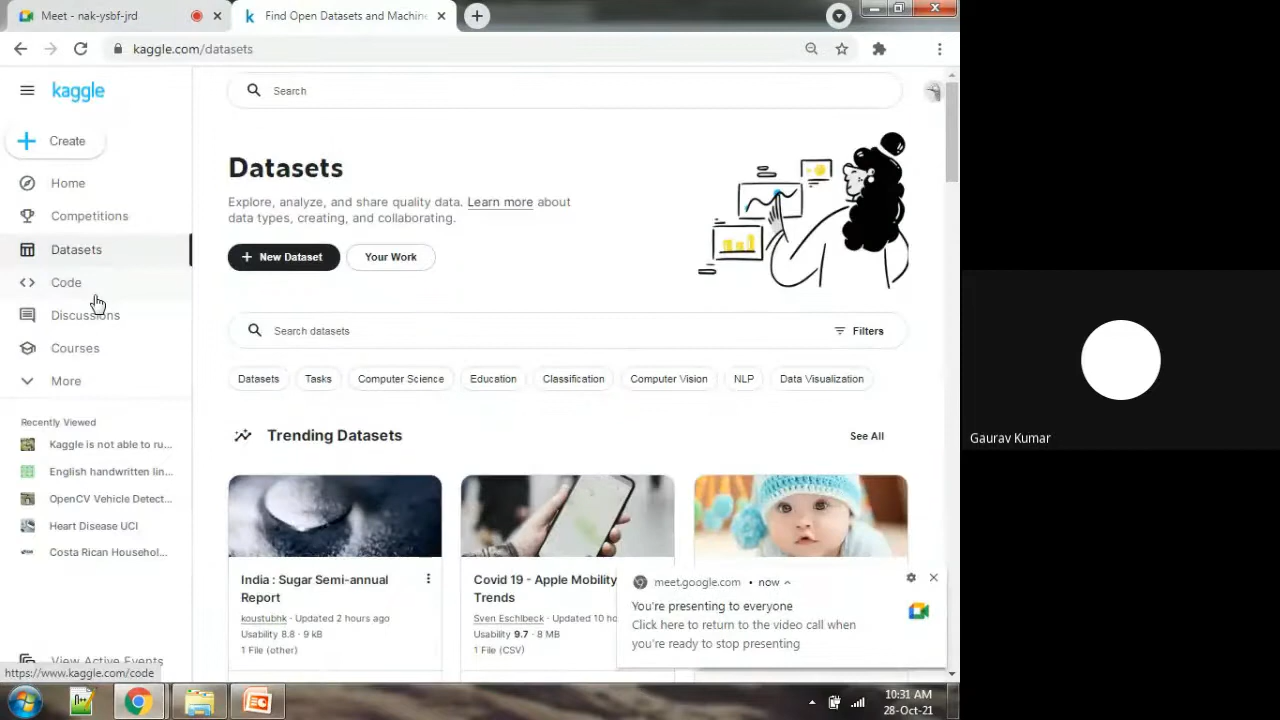 Meet - nak-ysbf-jrd
Find Open Datasets and Machin
kaggle.com/datasets
kaggle
Create
Home
Competitions
Datasets
Code
Discussions
Courses
More
Recently Viewed
Kaggle is not able to ru...
English handwritten lin...
OpenCV Vehicle Detect...
Heart Disease UCI
Costa Rican Househol...
View Active Events
https://www.kaggle.com/code
Search
Datasets
Explore, analyze, and share quality data. Learn more about
data types, creating, and collaborating.
New Dataset
Your Work
Search datasets
Filters
Datasets
Tasks
Computer Science
Education
Classification
Computer Vision
NLP
Data Visualization
Trending Datasets
See All
India : Sugar Semi-annual
Report
koustubhk · Updated 2 hours ago
Usability 8.8 · 9 kB
1 File (other)
Covid 19 - Apple Mobility
Trends
Sven Eschlbeck · Updated 10 ho
Usability 9.7 · 8 MB
1 File (CSV)
meet.google.com • now
You're presenting to everyone
Click here to return to the video call when
you're ready to stop presenting
10:31 AM
28-Oct-21
Gaurav Kumar